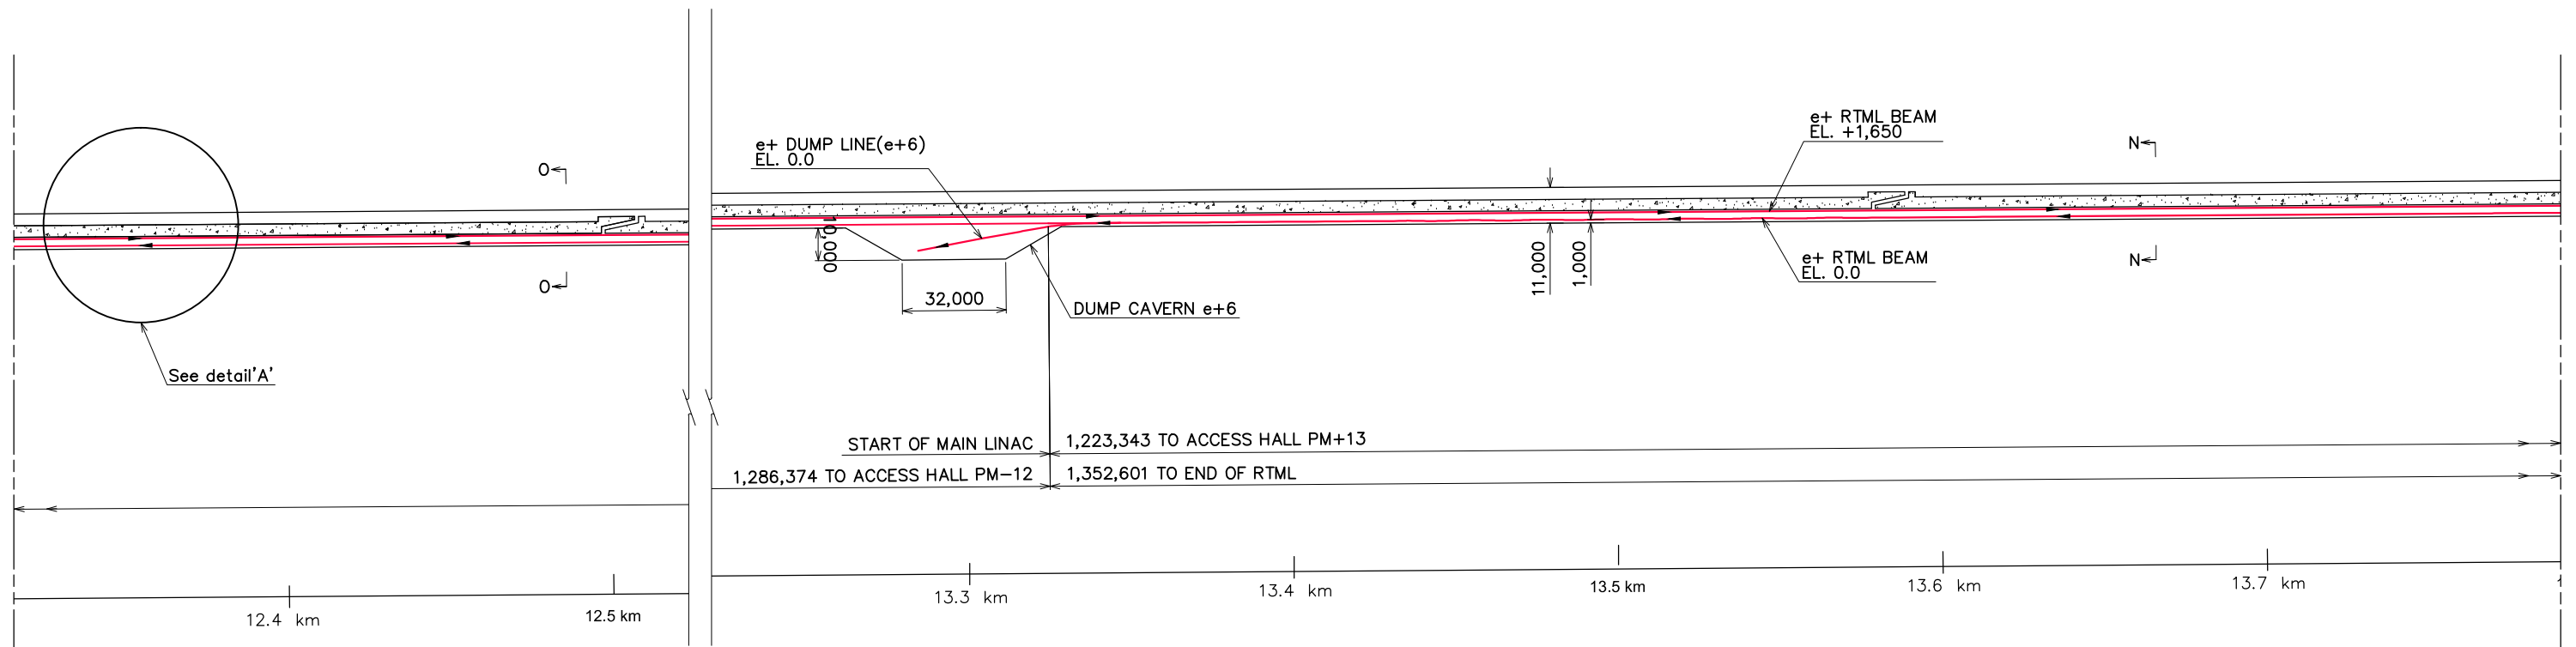 e+ DUMP LINE(e+6)
EL. 0.0
e+ RTML BEAM
EL. +1,650
O
N
11,000
1,000
e+ RTML BEAM
EL. 0.0
N
O
32,000
DUMP CAVERN e+6
See detail'A'
START OF MAIN LINAC
1,223,343 TO ACCESS HALL PM+13
1,286,374 TO ACCESS HALL PM-12
1,352,601 TO END OF RTML
12.4 km
12.5 km
13.3 km
13.4 km
13.5 km
13.6 km
13.7 km